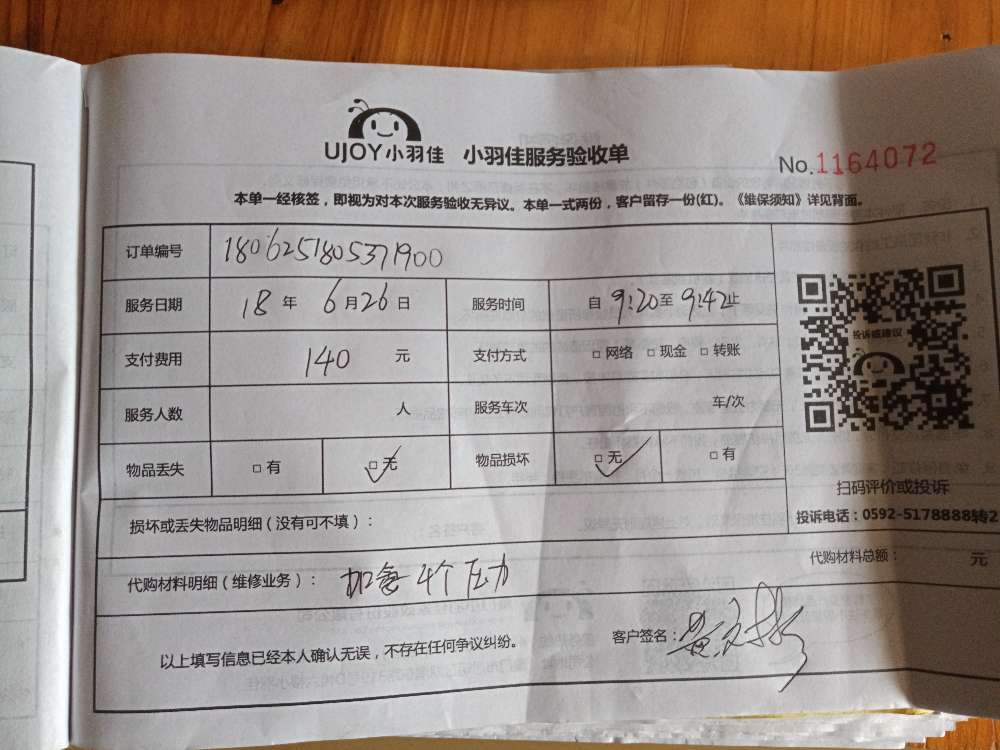 UJOY小羽佳 小羽佳服务验收单
No.1164072
本单一经核签，即视为对本次服务验收无异议。本单一式两份，客户留存一份(红)。《维保须知》详见背面。
订单编号 1806251805371900
服务日期 18 年 6 月 26 日 服务时间 自 9:20 至 9:42 止
投诉或建议
支付费用 140 元 支付方式 □ 网络 □ 现金 □ 转账
服务人数 人 服务车次 车/次
物品丢失 □ 有 □ 无 物品损坏 □ 无 □ 有
扫码评价或投诉
投诉电话：0592-5178888转2
损坏或丢失物品明细（没有可不填）：
代购材料明细（维修业务）： 加 4个压力
代购材料总额： 元
以上填写信息已经本人确认无误，不存在任何争议纠纷。
客户签名： 黄